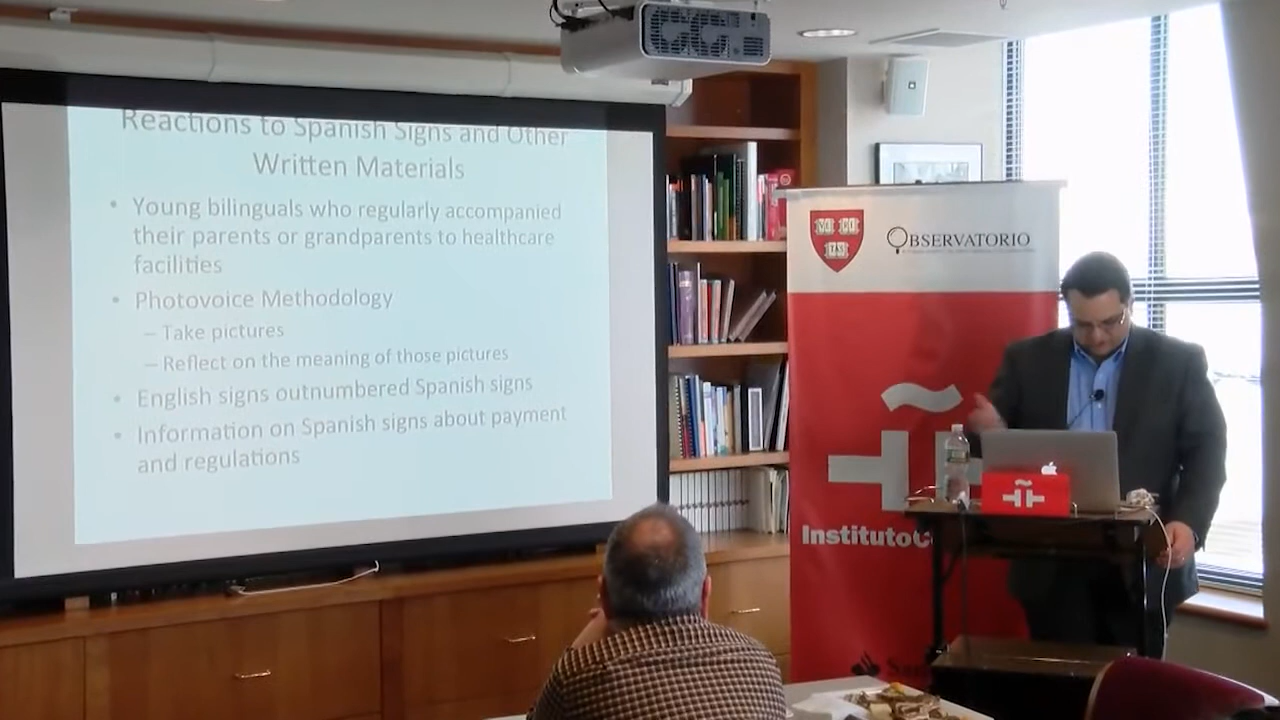 Reactions to Spanish Signs and Other
Written Materials
• Young bilinguals who regularly accompanied
their parents or grandparents to healthcare
facilities
• Photovoice Methodology
– Take pictures
– Reflect on the meaning of those pictures
• English signs outnumbered Spanish signs
• Information on Spanish signs about payment
and regulations
OBSERVATORIO
InstitutoC